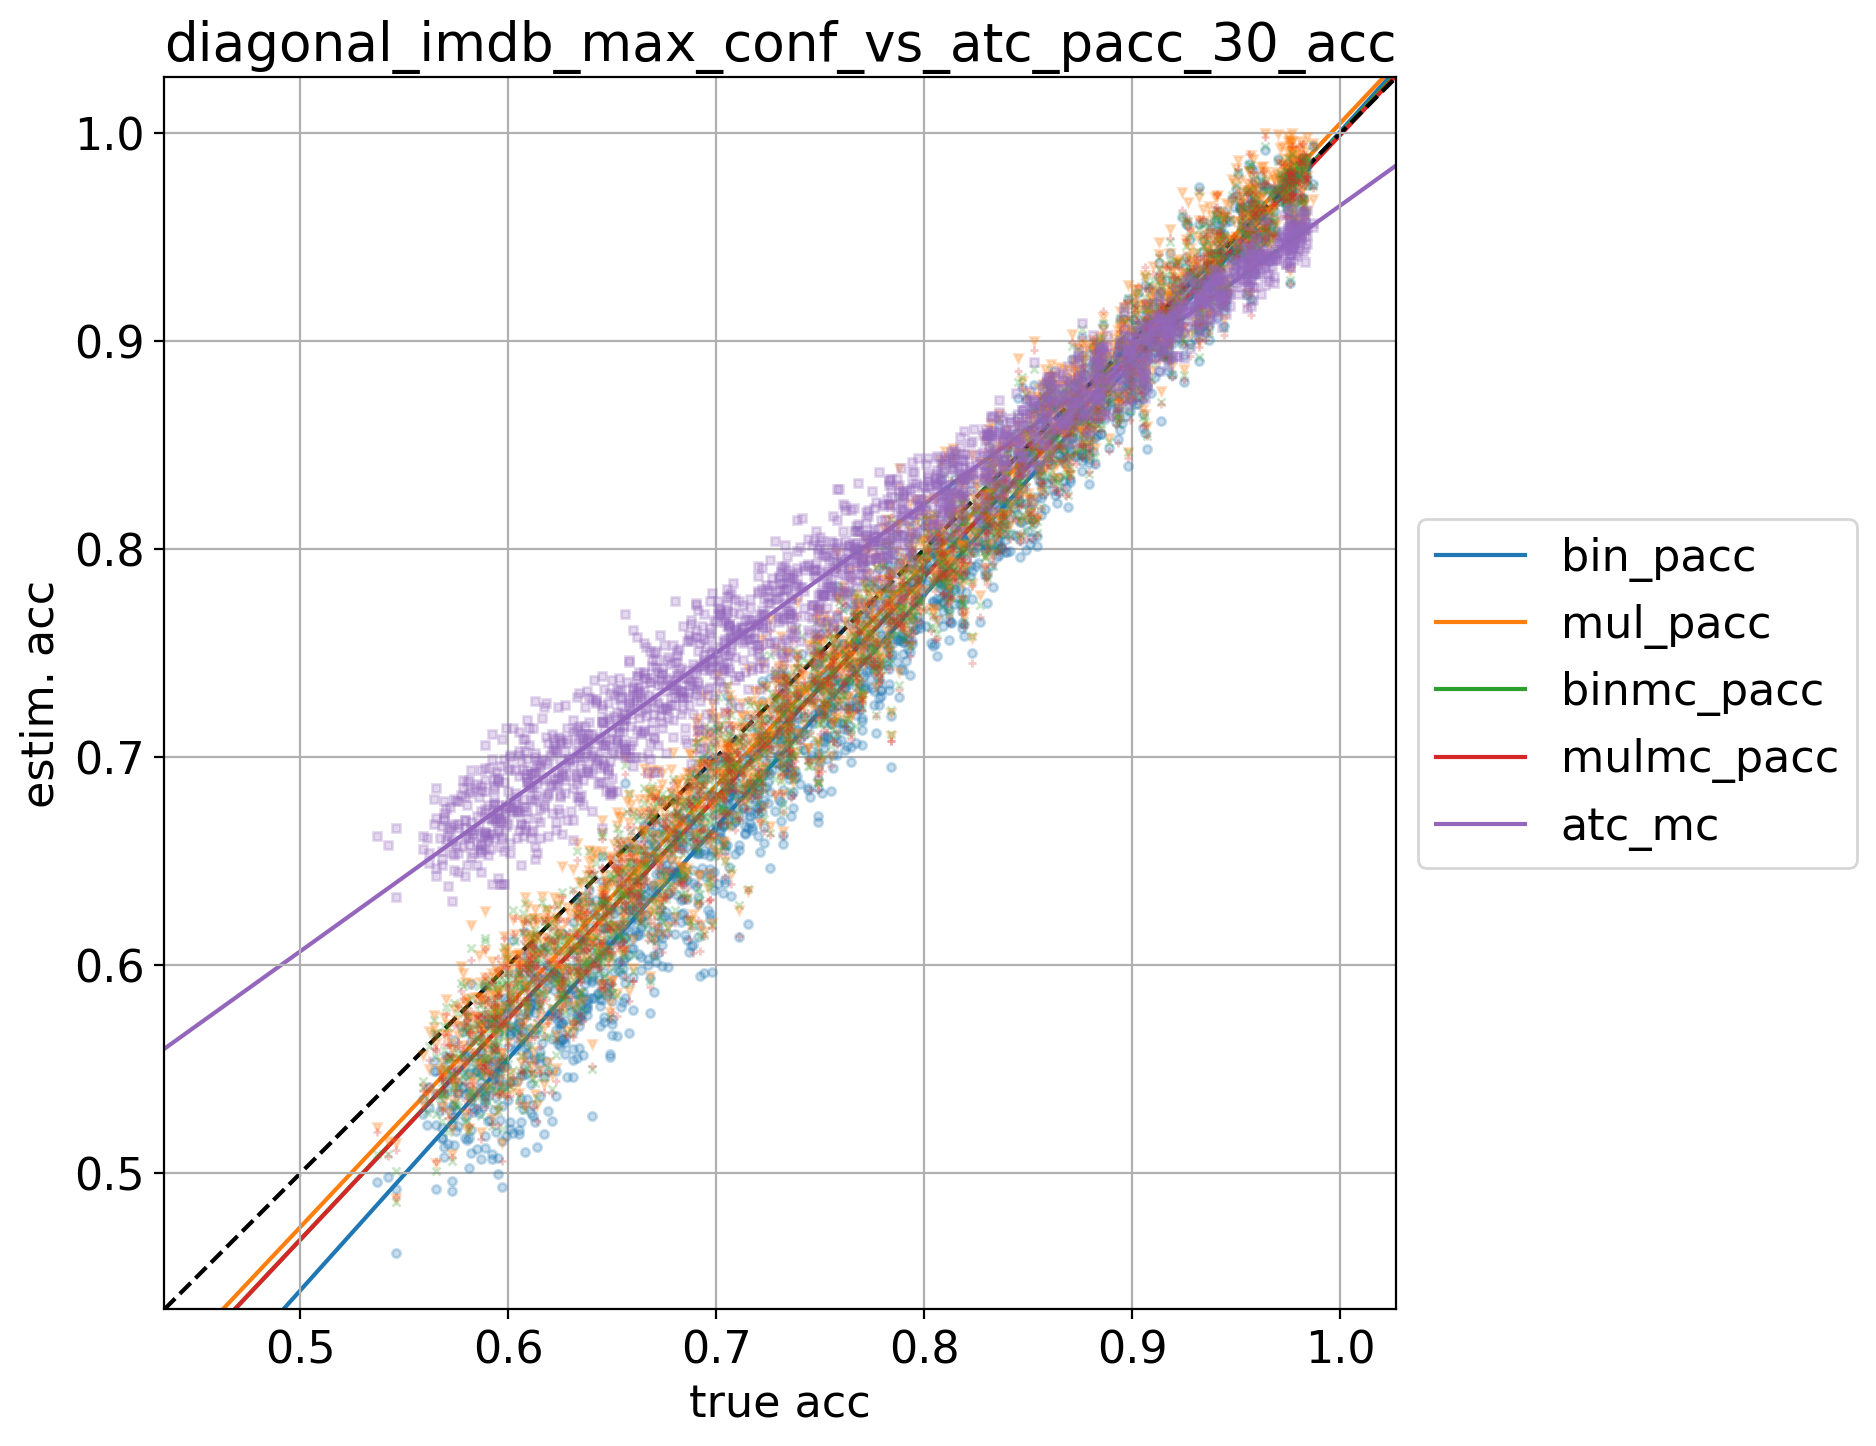 diagonal_imdb_max_conf_vs_atc_pacc_30_acc
1.0
0.9
0.8
0.7
0.6
0.5
estim. acc
0.5 0.6 0.7 0.8 0.9 1.0
true acc
bin_pacc
mul_pacc
binmc_pacc
mulmc_pacc
atc_mc